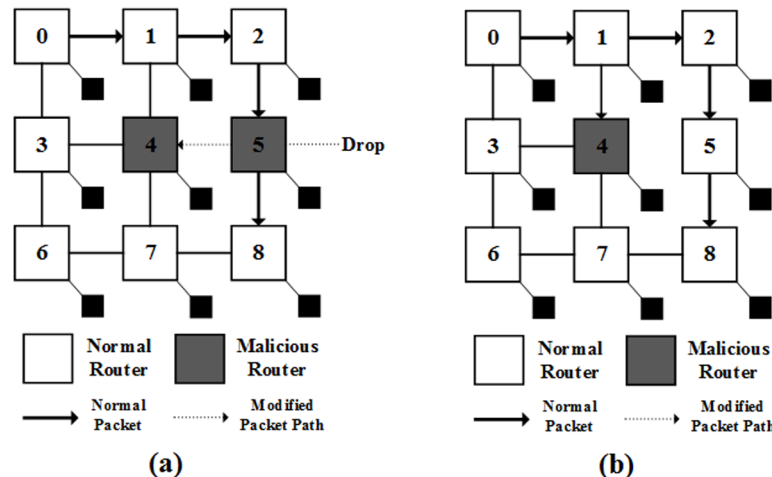 0 1 2
3 4 5 Drop
6 7 8
Normal Router
Malicious Router
Normal Packet
Modified Packet Path
(a)
0 1 2
3 4 5
6 7 8
Normal Router
Malicious Router
Normal Packet
Modified Packet Path
(b)